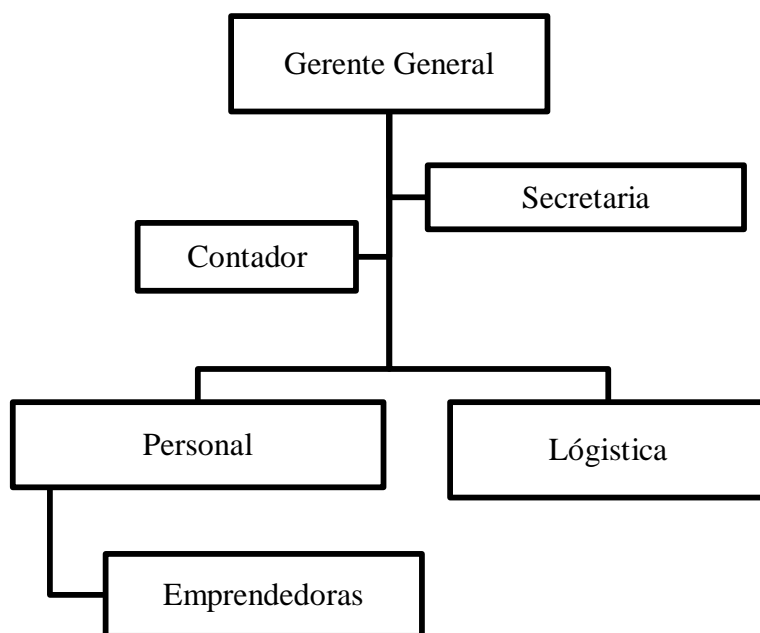 Gerente General
Secretaria
Contador
Personal
Lógistica
Emprendedoras